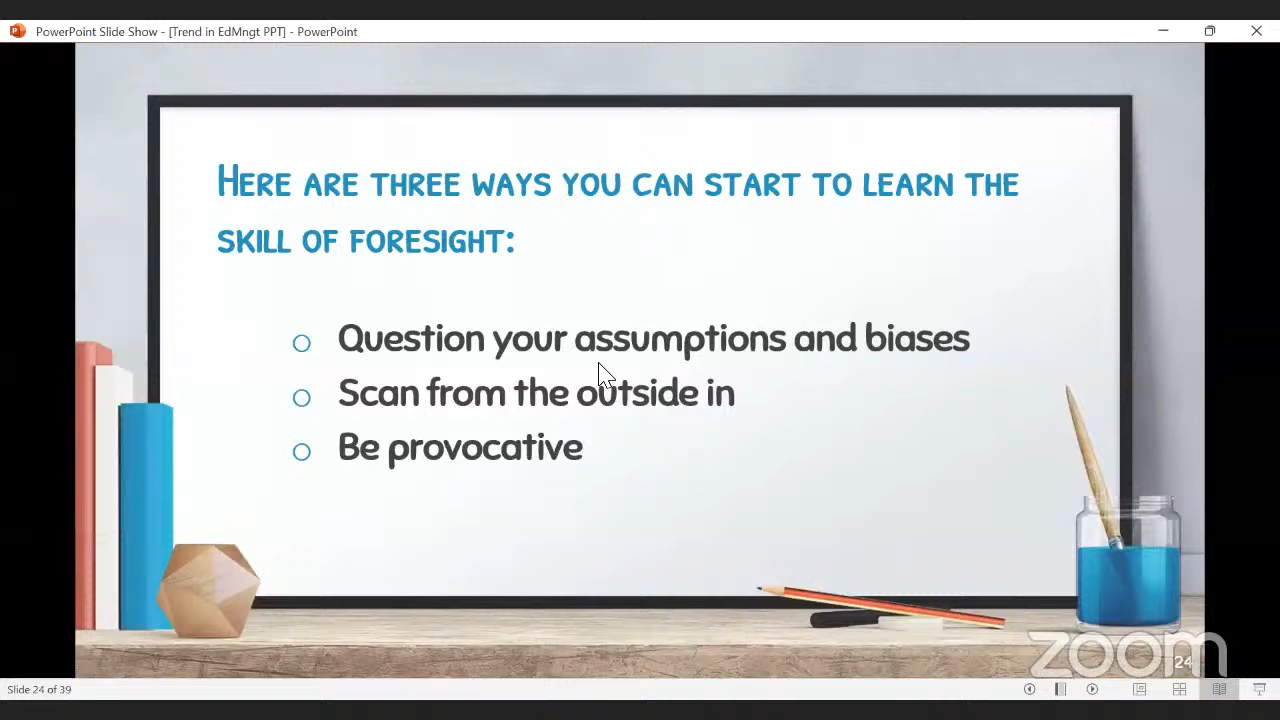 PowerPoint Slide Show - [Trend in EdMngt PPT] - PowerPoint
HERE ARE THREE WAYS YOU CAN START TO LEARN THE
SKILL OF FORESIGHT:
Question your assumptions and biases
Scan from the outside in
Be provocative
zoom
24
Slide 24 of 39